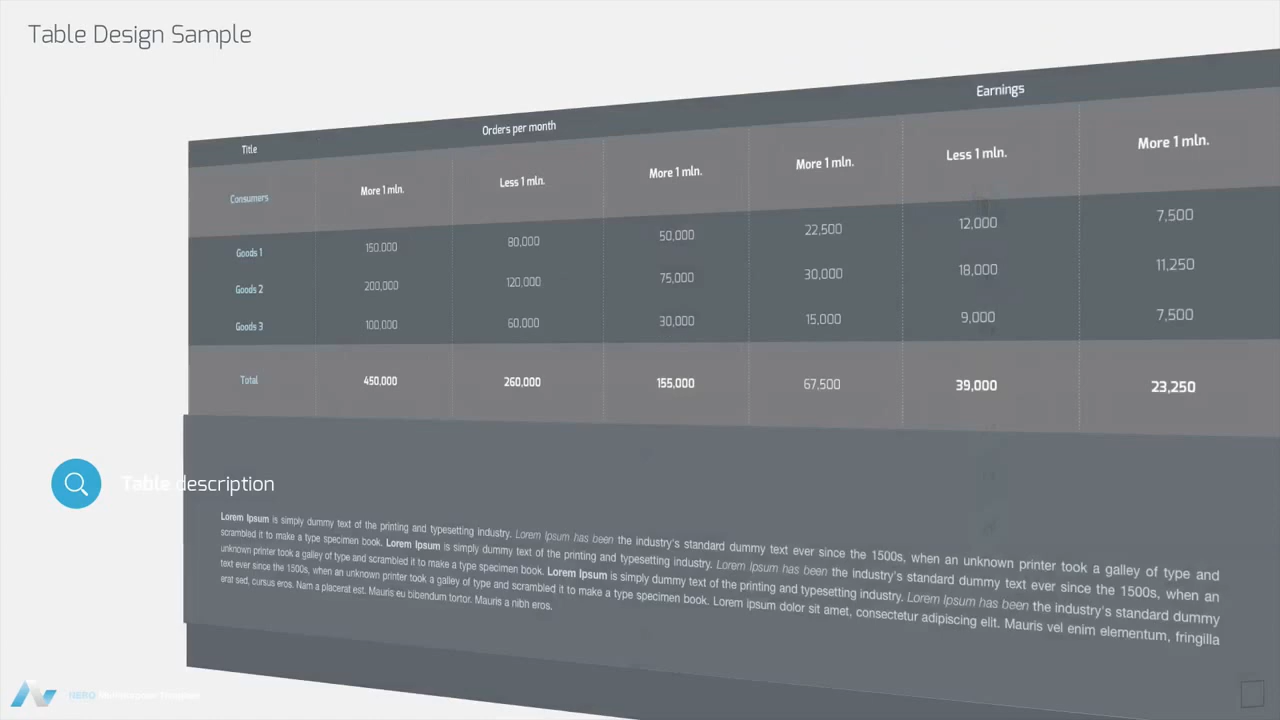 Table Design Sample
Title Orders per month Earnings
Consumers More 1 mln. Less 1 mln. More 1 mln. More 1 mln. Less 1 mln. More 1 mln.
Goods 1 150,000 80,000 50,000 22,500 12,000 7,500
Goods 2 200,000 120,000 75,000 30,000 18,000 11,250
Goods 3 100,000 60,000 30,000 15,000 9,000 7,500
Total 450,000 260,000 155,000 67,500 39,000 23,250
Table description
Lorem Ipsum is simply dummy text of the printing and typesetting industry. Lorem Ipsum has been the industry's standard dummy text ever since the 1500s, when an unknown printer took a galley of type and
scrambled it to make a type specimen book. Lorem Ipsum is simply dummy text of the printing and typesetting industry. Lorem Ipsum has been the industry's standard dummy text ever since the 1500s, when an
unknown printer took a galley of type and scrambled it to make a type specimen book. Lorem Ipsum is simply dummy text of the printing and typesetting industry. Lorem Ipsum has been the industry's standard dummy
text ever since the 1500s, when an unknown printer took a galley of type and scrambled it to make a type specimen book. Lorem Ipsum dolor sit amet, consectetur adipiscing elit. Mauris vel enim elementum, fringilla
erat sed, cursus eros. Nam a placerat est. Mauris eu bibendum tortor. Mauris a nibh eros.